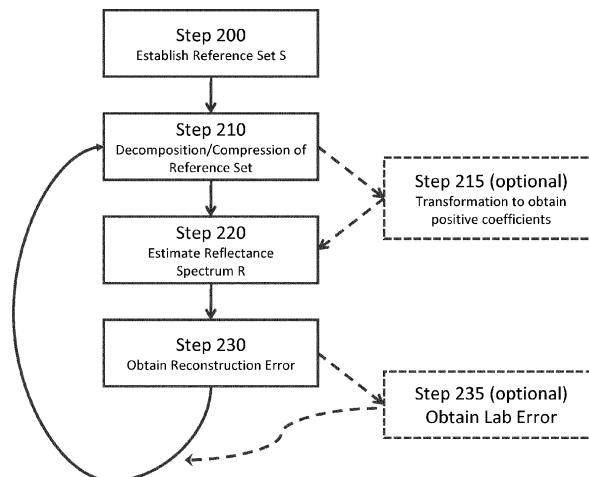 Step 200
Establish Reference Set S
Step 210
Decomposition/Compression of
Reference Set
Step 215 (optional)
Transformation to obtain
positive coefficients
Step 220
Estimate Reflectance
Spectrum R
Step 230
Obtain Reconstruction Error
Step 235 (optional)
Obtain Lab Error